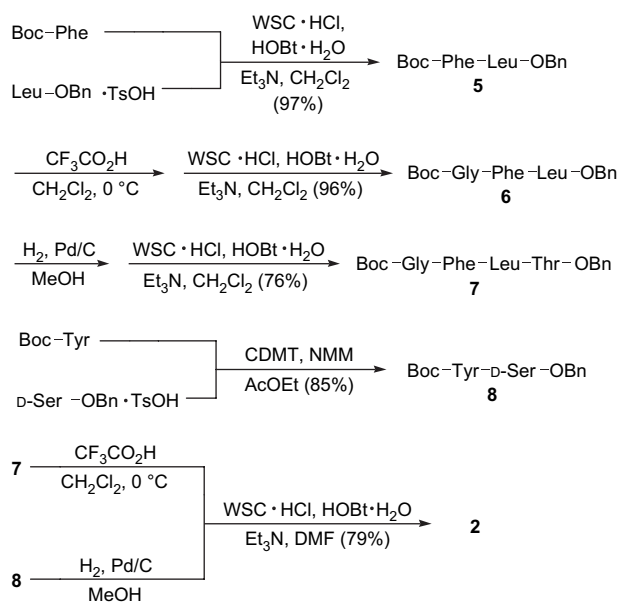 Boc–Phe
Leu–OBn · TsOH
WSC · HCl,
HOBt · H₂O
Et₃N, CH₂Cl₂
(97%)
Boc–Phe–Leu–OBn
5
CF₃CO₂H
CH₂Cl₂, 0 °C
WSC · HCl, HOBt · H₂O
Et₃N, CH₂Cl₂ (96%)
Boc–Gly–Phe–Leu–OBn
6
H₂, Pd/C
MeOH
WSC · HCl, HOBt · H₂O
Et₃N, CH₂Cl₂ (76%)
Boc–Gly–Phe–Leu–Thr–OBn
7
Boc–Tyr
D-Ser–OBn · TsOH
CDMT, NMM
AcOEt (85%)
Boc–Tyr–D-Ser–OBn
8
7
CF₃CO₂H
CH₂Cl₂, 0 °C
8
H₂, Pd/C
MeOH
WSC · HCl, HOBt · H₂O
Et₃N, DMF (79%)
2